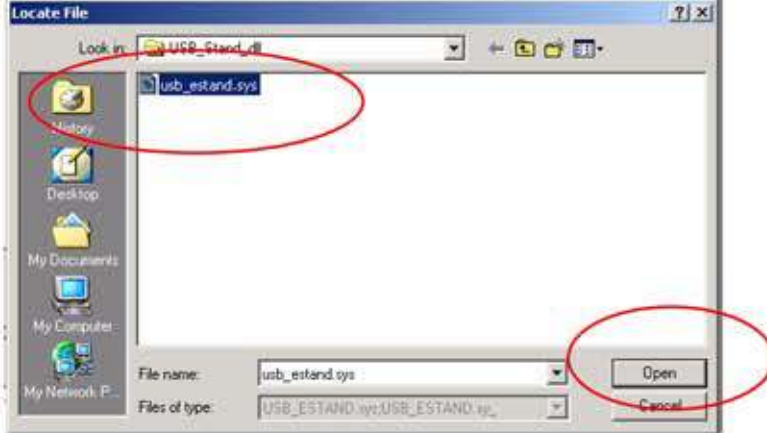 Locate File
Look in: USB_Stand_dll
usb_estand.sys
History
Desktop
My Documents
My Computer
My Network P...
File name: usb_estand.sys
Open
Files of type: USB_ESTAND.sys;USB_ESTAND.sy_
Cancel